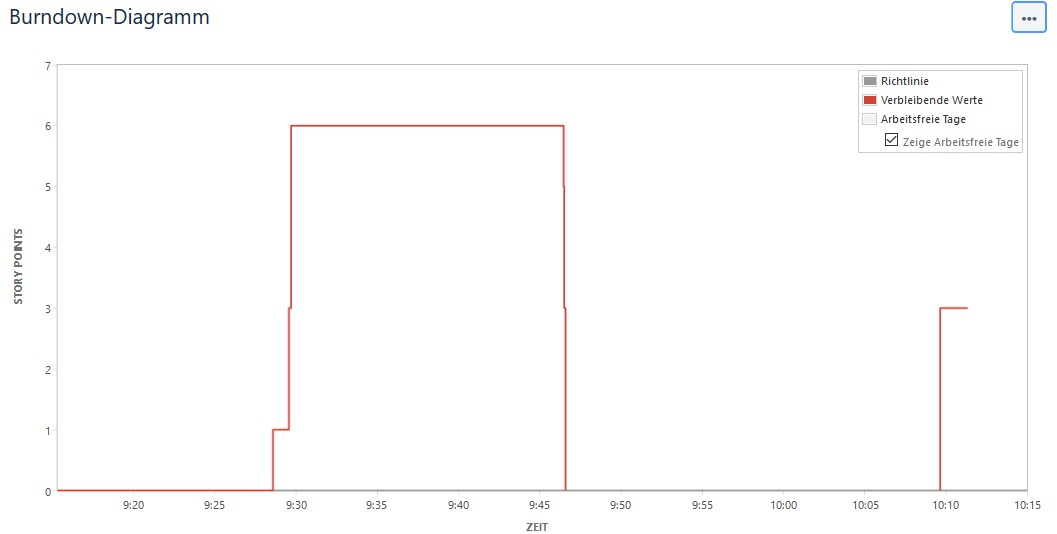 Burndown-Diagramm
...
7
6
5
4
3
2
1
0
STORY POINTS
Richtlinie
Verbleibende Werte
Arbeitsfreie Tage
Zeige Arbeitsfreie Tage
9:20 9:25 9:30 9:35 9:40 9:45 9:50 9:55 10:00 10:05 10:10 10:15
ZEIT